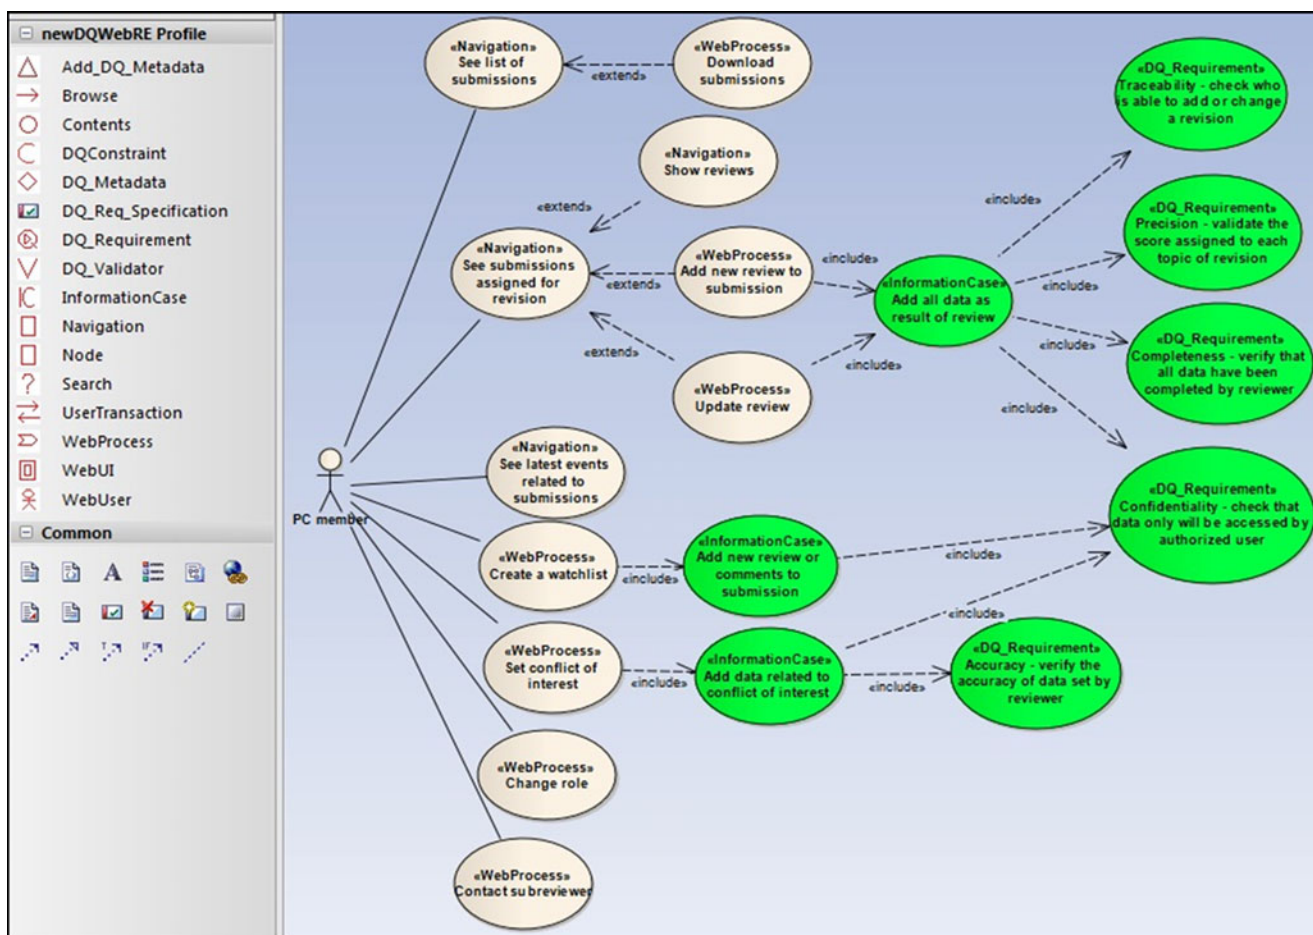 newDQWebRE Profile
Add_DQ_Metadata
Browse
Contents
DQConstraint
DQ_Metadata
DQ_Req_Specification
DQ_Requirement
DQ_Validator
InformationCase
Navigation
Node
Search
UserTransaction
WebProcess
WebUI
WebUser
Common
«Navigation»
See list of
submissions
«extend»
«WebProcess»
Download
submissions
«Navigation»
Show reviews
«extend»
«Navigation»
See submissions
assigned for
revision
«extend»
«WebProcess»
Add new review to
submission
«include»
«extend»
«WebProcess»
Update review
«include»
«InformationCase»
Add all data as
result of review
«include»
«DQ_Requirement»
Traceability - check who
is able to add or change
a revision
«include»
«DQ_Requirement»
Precision - validate the
score assigned to each
topic of revision
«include»
«DQ_Requirement»
Completeness - verify that
all data have been
completed by reviewer
«include»
«DQ_Requirement»
Confidentiality - check that
data only will be accessed by
authorized user
PC member
«Navigation»
See latest events
related to
submissions
«WebProcess»
Create a watchlist
«include»
«InformationCase»
Add new review or
comments to
submission
«include»
«WebProcess»
Set conflict of
interest
«include»
«InformationCase»
Add data related to
conflict of interest
«include»
«include»
«DQ_Requirement»
Accuracy - verify the
accuracy of data set by
reviewer
«WebProcess»
Change role
«WebProcess»
Contact subreviewer